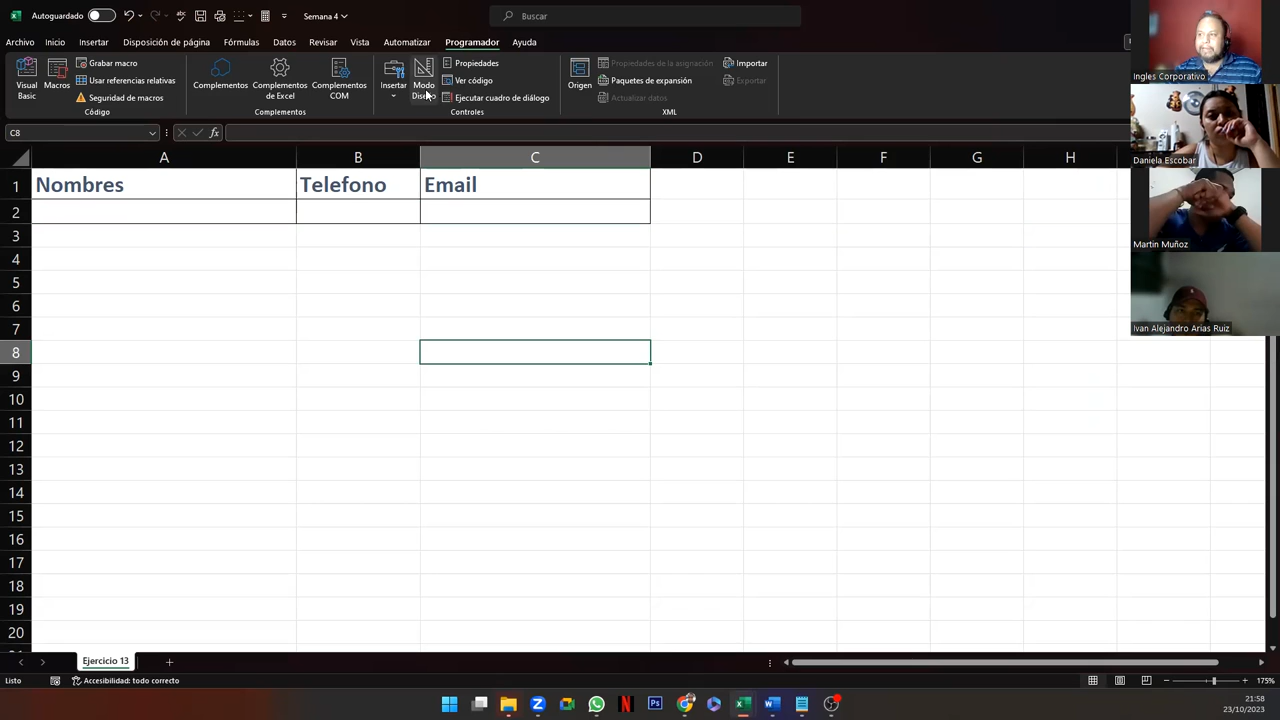 Autoguardado
Semana 4
Buscar
Archivo Inicio Insertar Disposición de página Fórmulas Datos Revisar Vista Automatizar Programador Ayuda
Visual Basic
Macros
Grabar macro
Usar referencias relativas
Seguridad de macros
Código
Complementos
Complementos de Excel
Complementos COM
Complementos
Insertar
Modo
Propiedades
Ver código
Ejecutar cuadro de diálogo
Controles
Origen
Propiedades de la asignación
Paquetes de expansión
Actualizar datos
Importar
Exportar
XML
C8
fx
A B C D E F G H
1 Nombres Telefono Email
2
3
4
5
6
7
8
9
10
11
12
13
14
15
16
17
18
19
20
Ingles Corporativo
Daniela Escobar
Martin Muñoz
Ivan Alejandro Arias Ruiz
Ejercicio 13
Listo
Accesibilidad: todo correcto
175%
21:58
23/10/2023